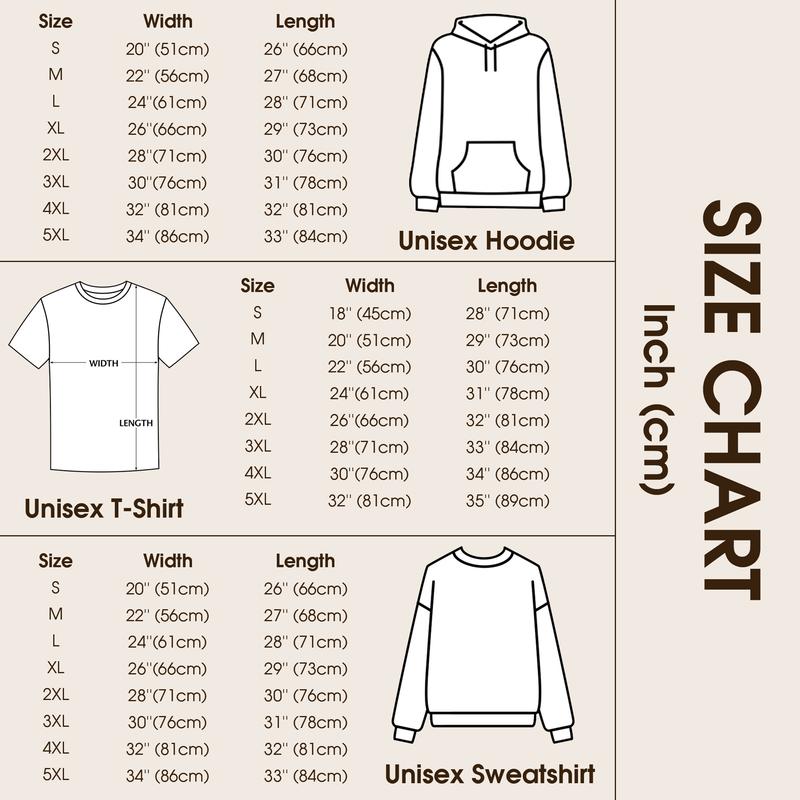 Size Width Length
S 20" (51cm) 26" (66cm)
M 22" (56cm) 27" (68cm)
L 24"(61cm) 28" (71cm)
XL 26"(66cm) 29" (73cm)
2XL 28"(71cm) 30" (76cm)
3XL 30"(76cm) 31" (78cm)
4XL 32" (81cm) 32" (81cm)
5XL 34" (86cm) 33" (84cm)
Unisex Hoodie
WIDTH
LENGTH
Unisex T-Shirt
Size Width Length
S 18" (45cm) 28" (71cm)
M 20" (51cm) 29" (73cm)
L 22" (56cm) 30" (76cm)
XL 24"(61cm) 31" (78cm)
2XL 26"(66cm) 32" (81cm)
3XL 28"(71cm) 33" (84cm)
4XL 30"(76cm) 34" (86cm)
5XL 32" (81cm) 35" (89cm)
Size Width Length
S 20" (51cm) 26" (66cm)
M 22" (56cm) 27" (68cm)
L 24"(61cm) 28" (71cm)
XL 26"(66cm) 29" (73cm)
2XL 28"(71cm) 30" (76cm)
3XL 30"(76cm) 31" (78cm)
4XL 32" (81cm) 32" (81cm)
5XL 34" (86cm) 33" (84cm)
Unisex Sweatshirt
SIZE CHART
Inch (cm)